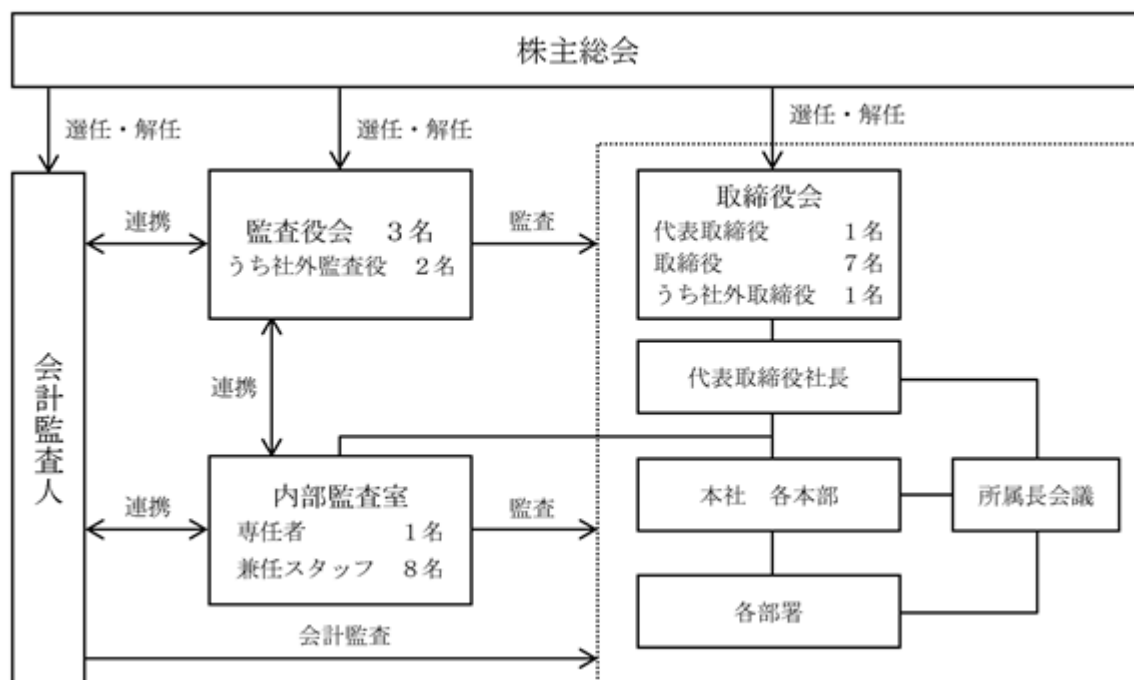 株主総会
選任・解任
選任・解任
選任・解任
会計監査人
連携
監査役会　３名
うち社外監査役　２名
監査
取締役会
代表取締役　１名
取締役　７名
うち社外取締役　１名
代表取締役社長
連携
内部監査室
専任者　１名
兼任スタッフ　８名
連携
監査
本社　各本部
所属長会議
各部署
会計監査